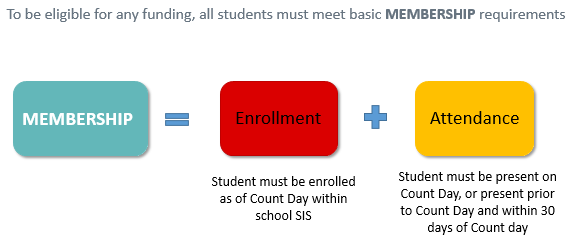 To be eligible for any funding, all students must meet basic MEMBERSHIP requirements
MEMBERSHIP
Enrollment
Attendance
Student must be enrolled
as of Count Day within
school SIS
Student must be present on
Count Day, or present prior
to Count Day and within 30
days of Count day